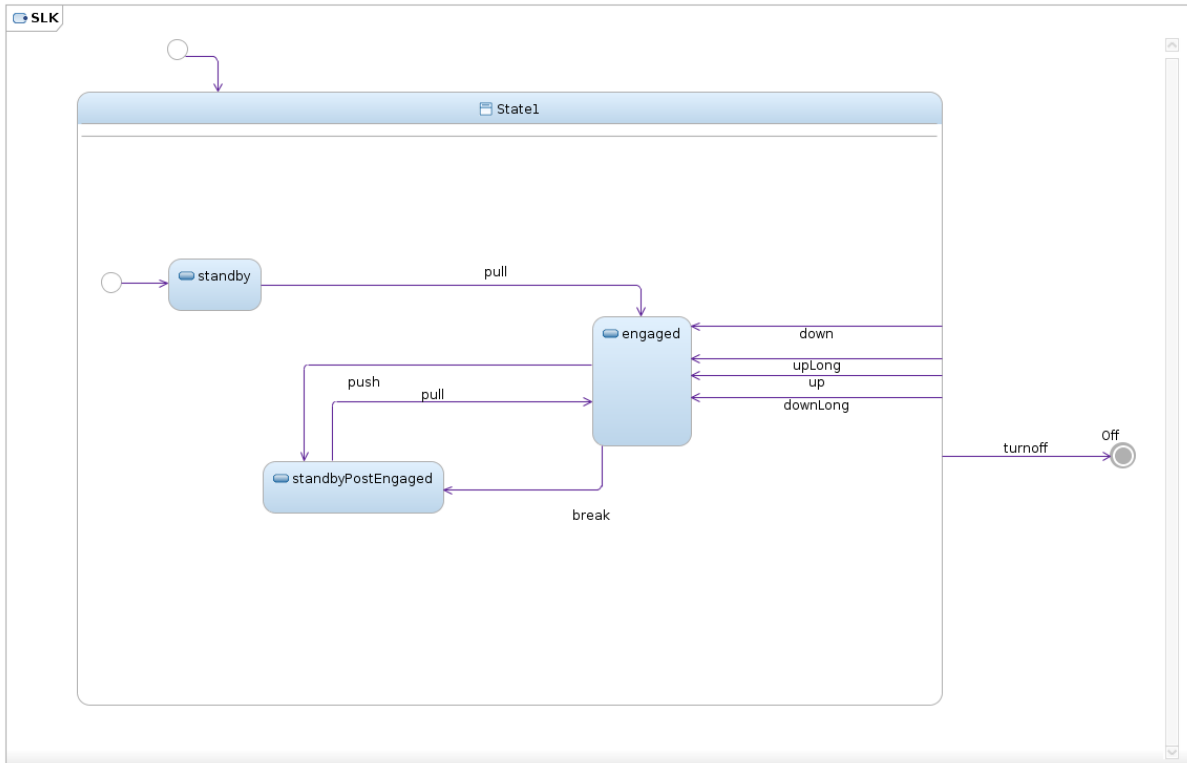 SLK
State1
standby
pull
engaged
down
upLong
up
downLong
push
pull
Off
turnoff
standbyPostEngaged
break